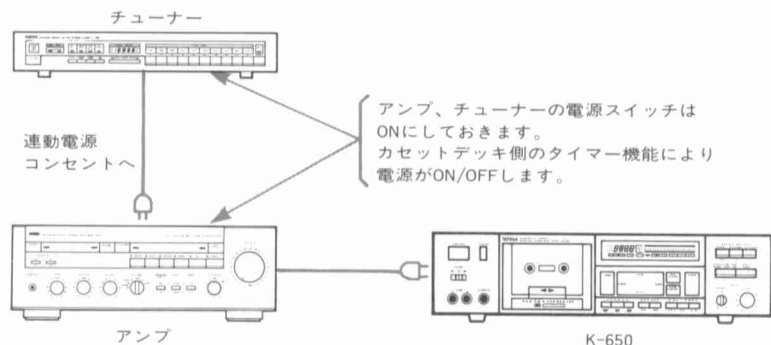 チューナー
連動電源
コンセントへ
アンプ、チューナーの電源スイッチは
ONにしておきます。
カセットデッキ側のタイマー機能により
電源がON/OFFします。
アンプ
K-650